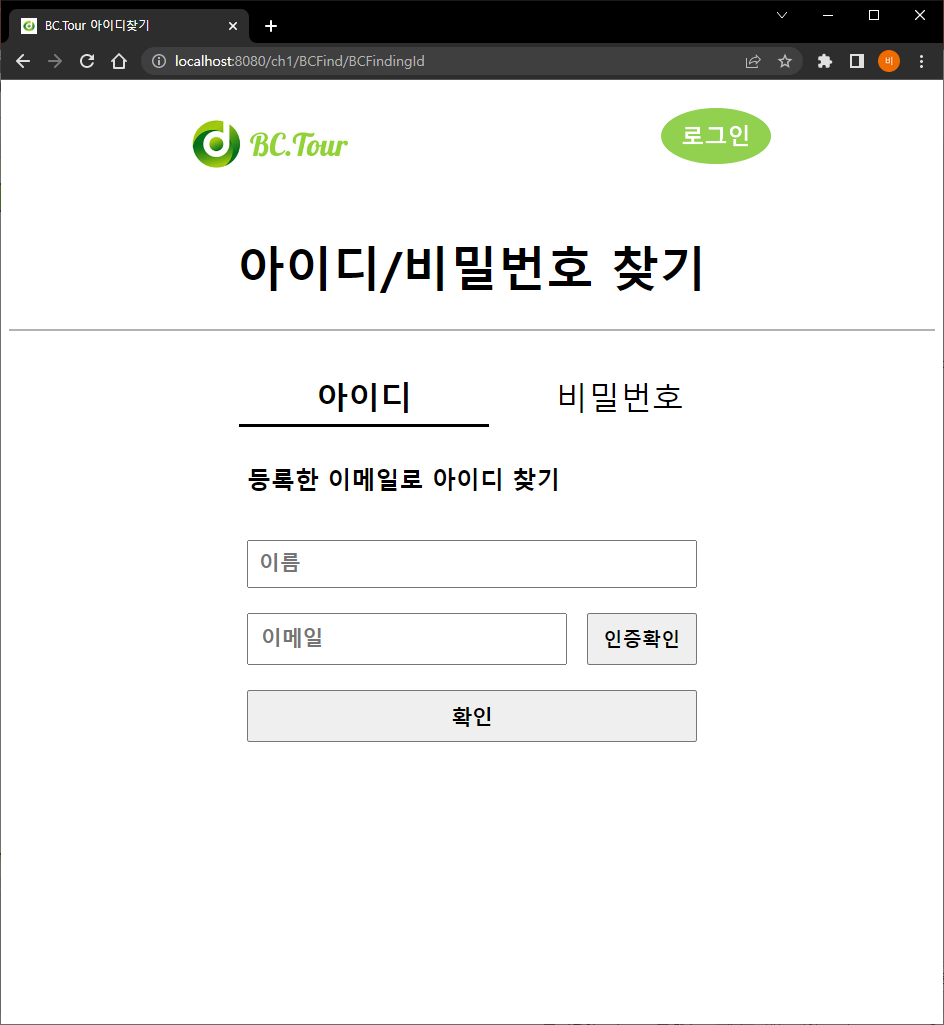 BC.Tour 아이디찾기
localhost:8080/ch1/BCFind/BCFindingId
비
BC.Tour
로그인
아이디/비밀번호 찾기
아이디 비밀번호
등록한 이메일로 아이디 찾기
이름
이메일 인증확인
확인